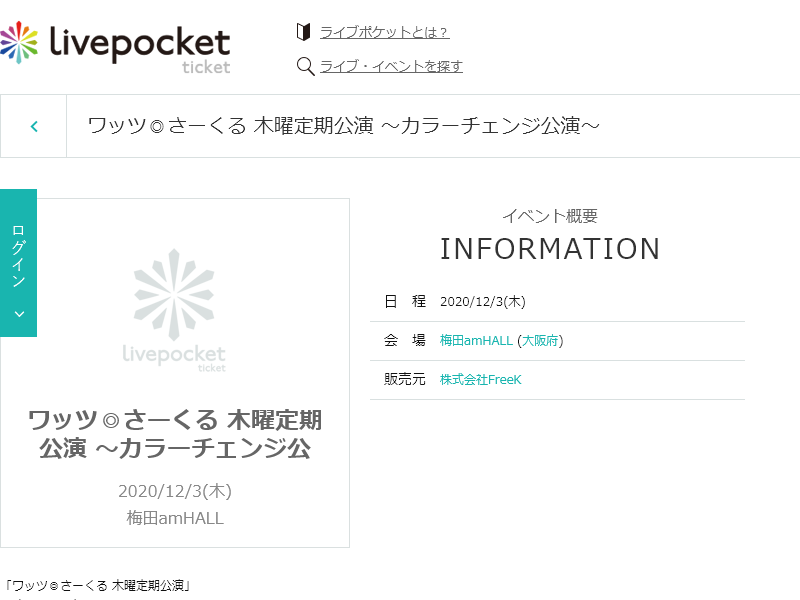 livepocket
ticket
ライブポケットとは？
ライブ・イベントを探す
ワッツ◎さーくる 木曜定期公演 ～カラーチェンジ公演～
ログイン
livepocket
ticket
ワッツ◎さーくる 木曜定期
公演 ～カラーチェンジ公
2020/12/3(木)
梅田amHALL
イベント概要
INFORMATION
日　程 2020/12/3(木)
会　場 梅田amHALL (大阪府)
販売元 株式会社FreeK
「ワッツ◎さーくる 木曜定期公演」